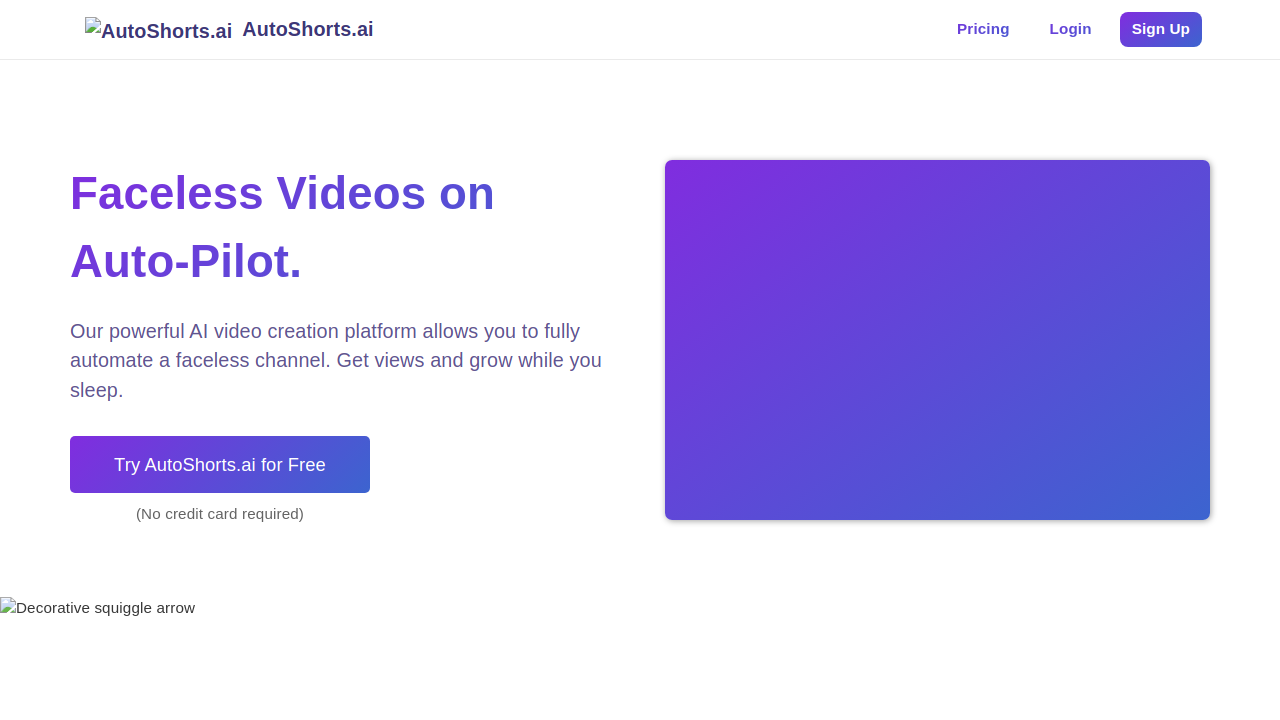 AutoShorts.ai AutoShorts.ai
Pricing
Login
Sign Up
Faceless Videos on
Auto-Pilot.
Our powerful AI video creation platform allows you to fully
automate a faceless channel. Get views and grow while you
sleep.
Try AutoShorts.ai for Free
(No credit card required)
Decorative squiggle arrow